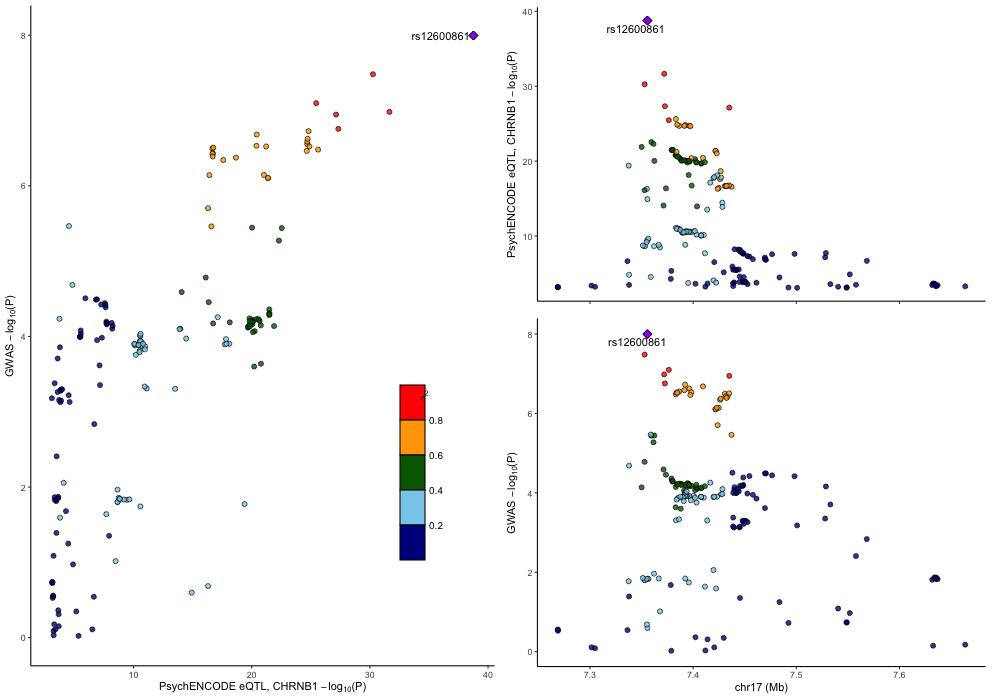 8
6
4
2
0
10
20
30
40
GWAS − log10(P)
PsychENCODE eQTL, CHRNB1 − log10(P)
rs12600861
r2
0.8
0.6
0.4
0.2
40
30
20
10
PsychENCODE eQTL, CHRNB1 − log10(P)
rs12600861
8
6
4
2
0
GWAS − log10(P)
rs12600861
7.3
7.4
7.5
7.6
chr17 (Mb)